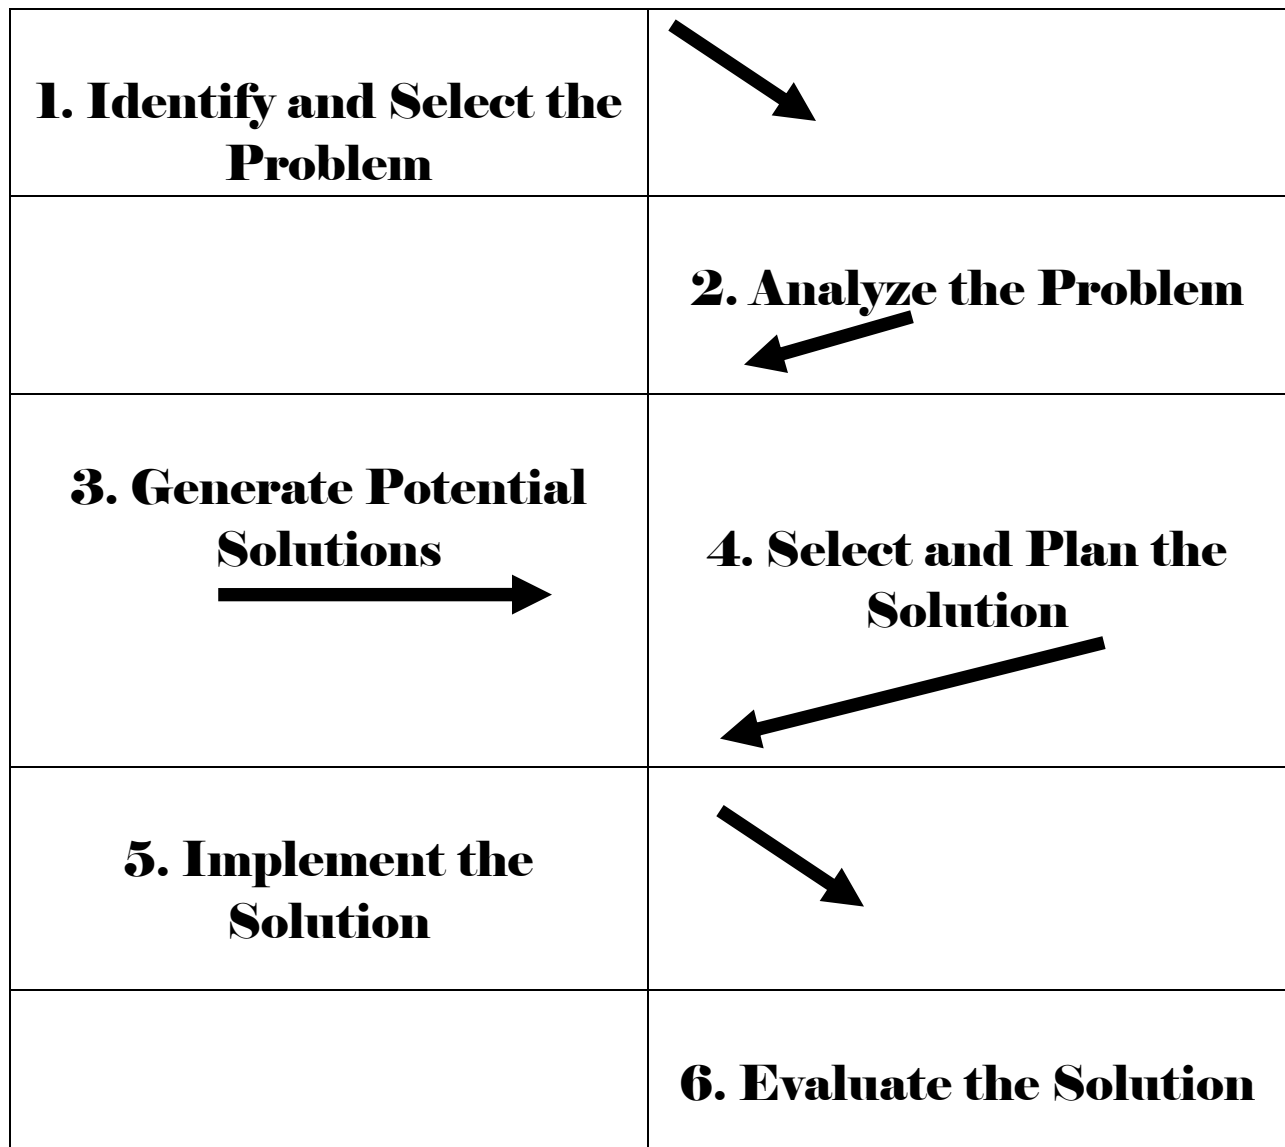 1. Identify and Select the
Problem
2. Analyze the Problem
3. Generate Potential
Solutions
4. Select and Plan the
Solution
5. Implement the
Solution
6. Evaluate the Solution